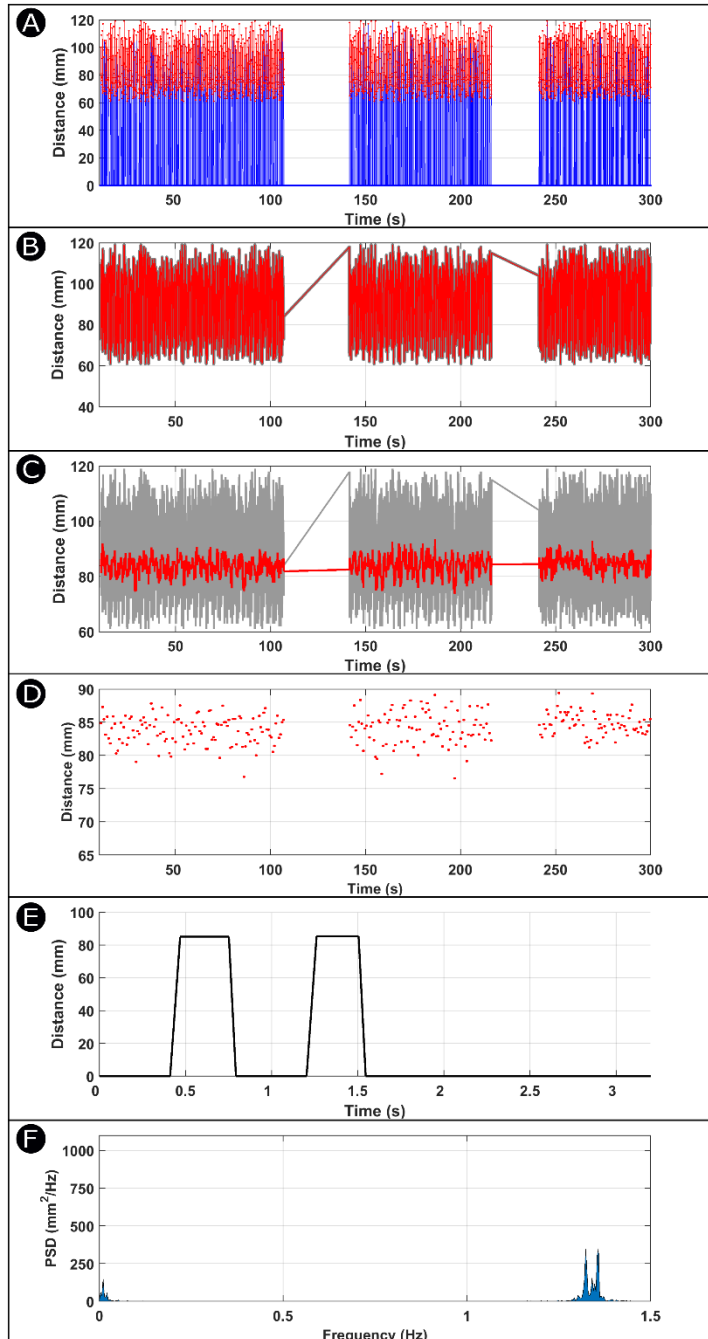 A
120
100
80
60
40
20
0
Distance (mm)
50 100 150 200 250 300
Time (s)
B
120
100
80
60
40
Distance (mm)
50 100 150 200 250 300
Time (s)
C
120
100
80
60
Distance (mm)
50 100 150 200 250 300
Time (s)
D
90
85
80
75
70
65
Distance (mm)
50 100 150 200 250 300
Time (s)
E
100
80
60
40
20
0
Distance (mm)
0 0.5 1 1.5 2 2.5 3
Time (s)
F
1000
750
500
250
0
PSD (mm²/Hz)
0 0.5 1 1.5
Frequency (Hz)